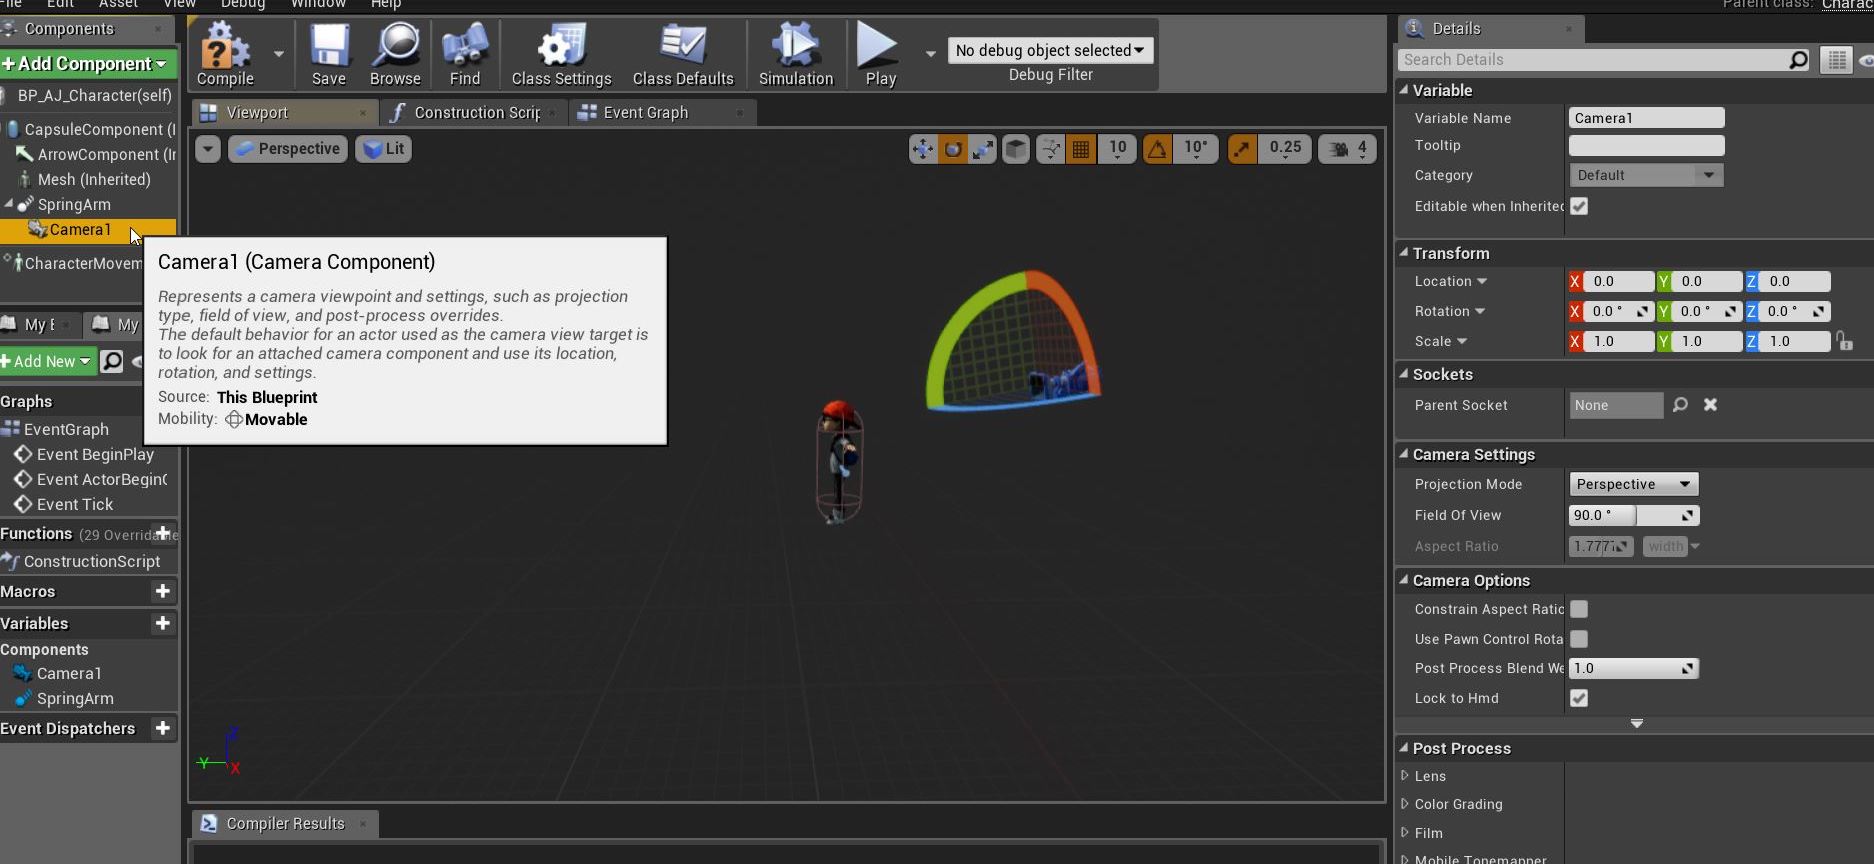 File Edit Asset View Debug Window Help
Parent class: Charac
Components
+Add Component
BP_AJ_Character(self)
CapsuleComponent (I
ArrowComponent (Ir
Mesh (Inherited)
SpringArm
Camera1
CharacterMovem
Camera1 (Camera Component)
Represents a camera viewpoint and settings, such as projection
type, field of view, and post-process overrides.
The default behavior for an actor used as the camera view target is
to look for an attached camera component and use its location,
rotation, and settings.
Source: This Blueprint
Mobility: Movable
My E My
+Add New
Graphs
EventGraph
Event BeginPlay
Event ActorBegin
Event Tick
Functions (29 Overridable
ConstructionScript
Macros
Variables
Components
Camera1
SpringArm
Event Dispatchers
Compile Save Browse Find Class Settings Class Defaults Simulation Play
No debug object selected
Debug Filter
Viewport Construction Scrip Event Graph
Perspective Lit 10 10° 0.25 4
Z
Y
X
Compiler Results
Details
Search Details
Variable
Variable Name Camera1
Tooltip
Category Default
Editable when Inherited
Transform
Location X 0.0 Y 0.0 Z 0.0
Rotation X 0.0 ° Y 0.0 ° Z 0.0 °
Scale X 1.0 Y 1.0 Z 1.0
Sockets
Parent Socket None
Camera Settings
Projection Mode Perspective
Field Of View 90.0 °
Aspect Ratio 1.777 width
Camera Options
Constrain Aspect Ratio
Use Pawn Control Rota
Post Process Blend We 1.0
Lock to Hmd
Post Process
Lens
Color Grading
Film
Mobile Tonemapper